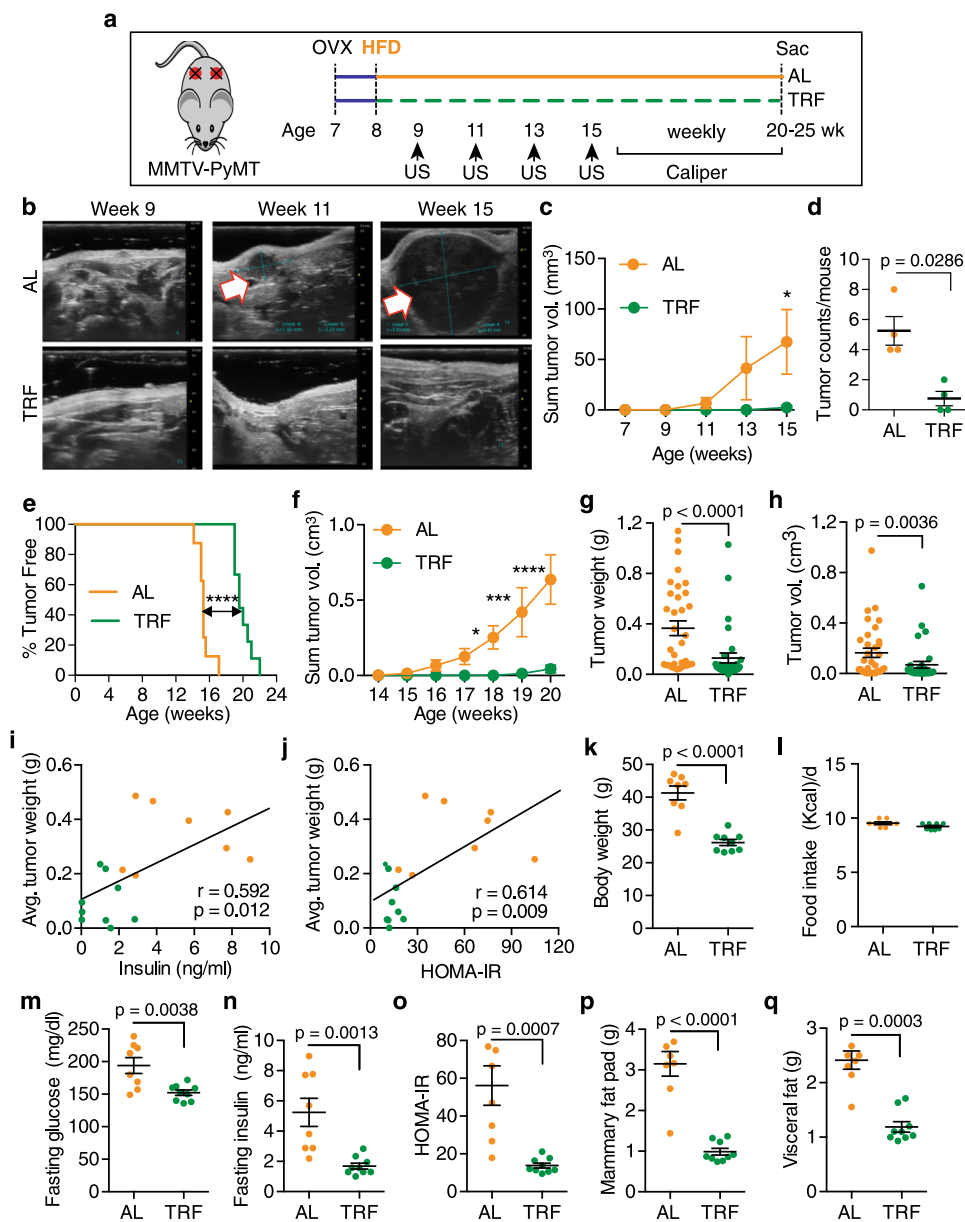 a
OVX HFD Sac
AL
TRF
Age 7 8 9 11 13 15 weekly 20-25 wk
US US US US Caliper
MMTV-PyMT
b
Week 9 Week 11 Week 15
AL
TRF
c
Sum tumor vol. (mm³)
150
100
50
0
AL
TRF
*
7 9 11 13 15
Age (weeks)
d
Tumor counts/mouse
p = 0.0286
10
8
6
4
2
0
AL TRF
e
% Tumor Free
100
80
60
40
20
0
AL
TRF
****
0 4 8 12 16 20 24
Age (weeks)
f
Sum tumor vol. (cm³)
1.0
0.5
0.0
AL
TRF
* *** ****
14 15 16 17 18 19 20
Age (weeks)
g
Tumor weight (g)
p < 0.0001
1.2
0.8
0.4
0.0
AL TRF
h
Tumor vol. (cm³)
p = 0.0036
1.2
0.8
0.4
0.0
AL TRF
i
Avg. tumor weight (g)
0.6
0.4
0.2
0.0
r = 0.592
p = 0.012
0 2 4 6 8 10
Insulin (ng/ml)
j
Avg. tumor weight (g)
0.6
0.4
0.2
0.0
r = 0.614
p = 0.009
0 30 60 90 120
HOMA-IR
k
Body weight (g)
p < 0.0001
50
40
30
20
10
0
AL TRF
l
Food intake (Kcal)/d
15
10
5
0
AL TRF
m
Fasting glucose (mg/dl)
p = 0.0038
250
200
150
100
50
0
AL TRF
n
Fasting insulin (ng/ml)
p = 0.0013
10
8
6
4
2
0
AL TRF
o
HOMA-IR
p = 0.0007
80
60
40
20
0
AL TRF
p
Mammary fat pad (g)
p < 0.0001
4
3
2
1
0
AL TRF
q
Visceral fat (g)
p = 0.0003
3
2
1
0
AL TRF